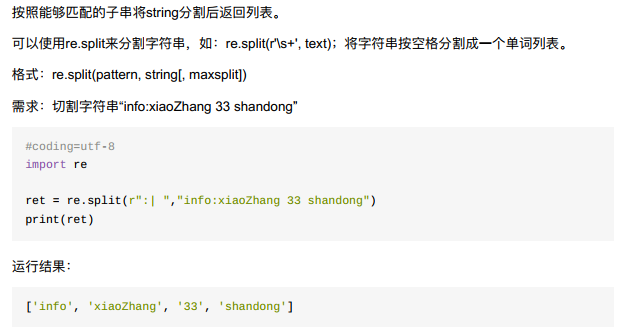 按照能够匹配的子串将string分割后返回列表。
可以使用re.split来分割字符串，如：re.split(r'\s+', text)；将字符串按空格分割成一个单词列表。
格式：re.split(pattern, string[, maxsplit])
需求：切割字符串“info:xiaoZhang 33 shandong”
#coding=utf-8
import re
ret = re.split(r":| ","info:xiaoZhang 33 shandong")
print(ret)
运行结果：
['info', 'xiaoZhang', '33', 'shandong']